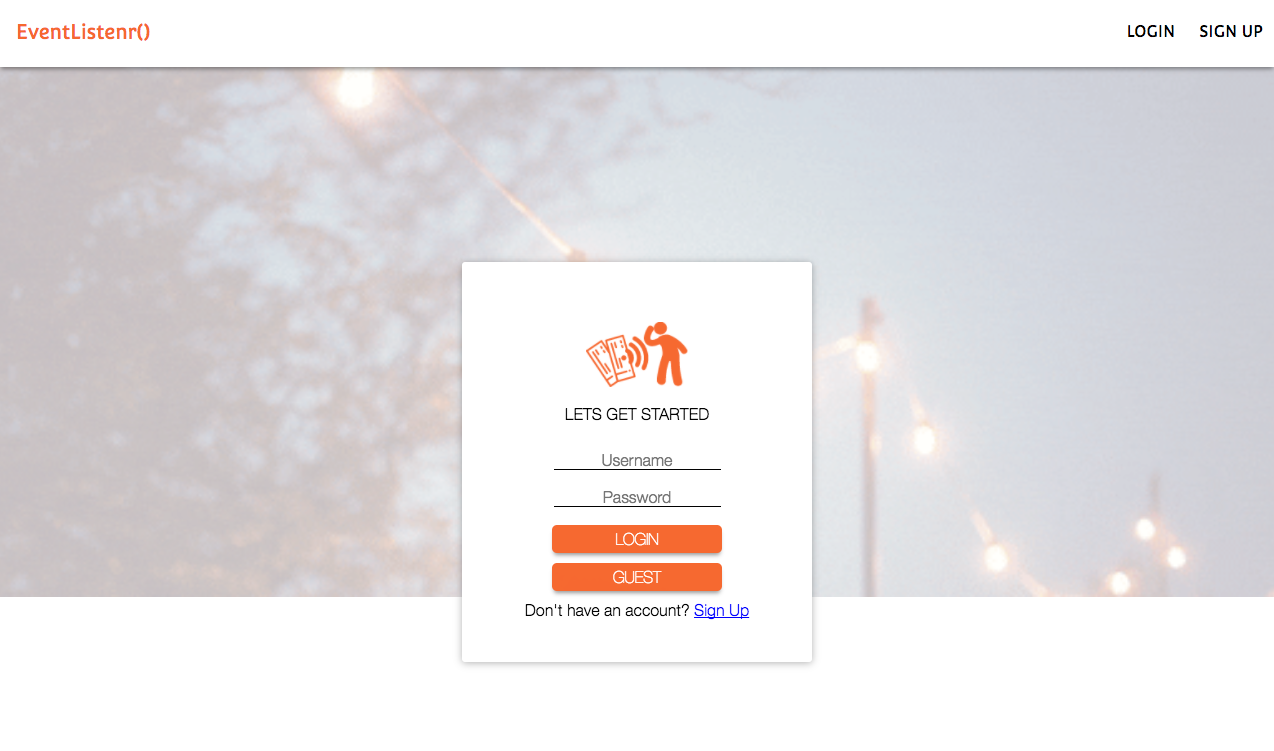 EventListenr()
LOGIN SIGN UP
LETS GET STARTED
Username
Password
LOGIN
GUEST
Don't have an account? Sign Up